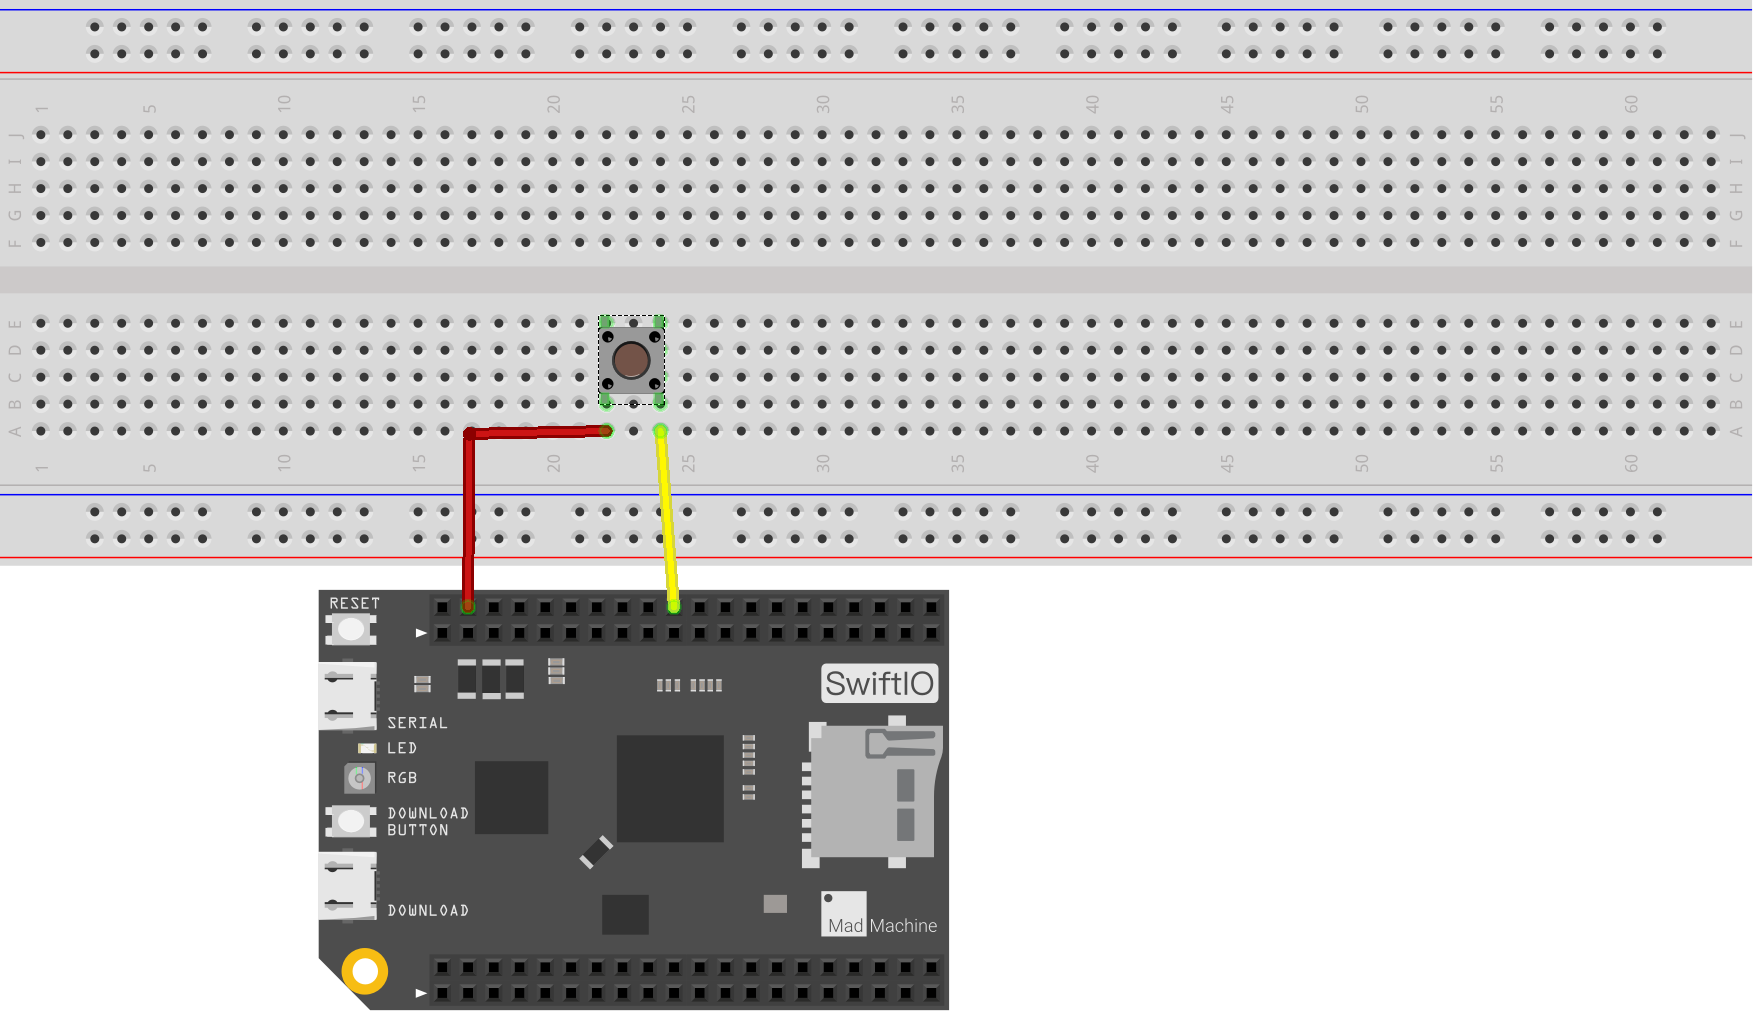 1 5 10 15 20 25 30 35 40 45 50 55 60
J J
I I
H H
G G
F F
E E
D D
C C
B B
A A
1 5 10 15 20 25 30 35 40 45 50 55 60
RESET
SwiftIO
SERIAL
LED
RGB
DOWNLOAD
BUTTON
DOWNLOAD
Mad Machine